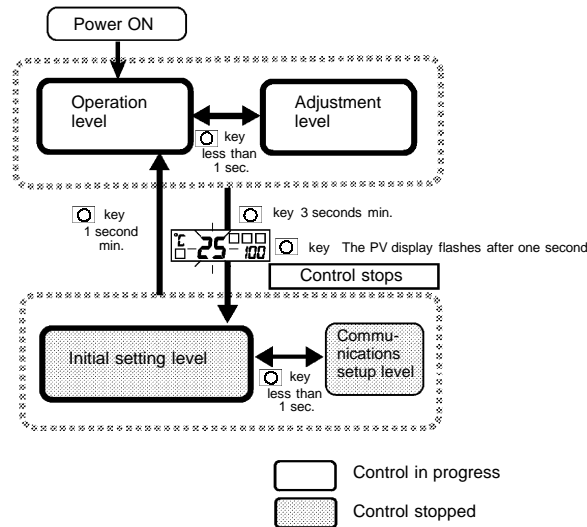 Power ON
Operation
level
Adjustment
level
key
less than
1 sec.
key
1 second
min.
key 3 seconds min.
°C
25
100
key The PV display flashes after one second
Control stops
Initial setting level
Commu-
nications
setup level
key
less than
1 sec.
Control in progress
Control stopped